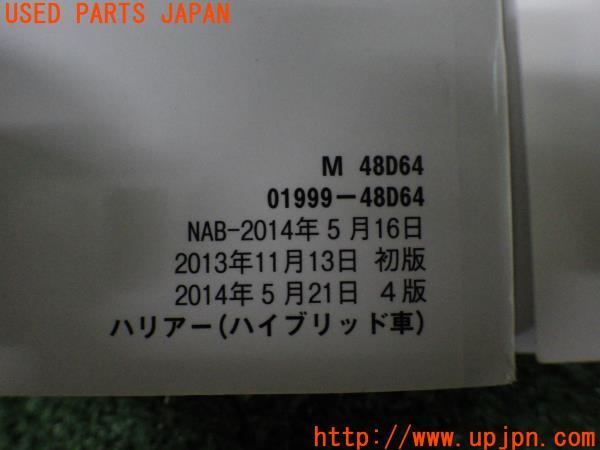 USED PARTS JAPAN
M 48D64
01999-48D64
NAB-2014年5月16日
2013年11月13日 初版
2014年5月21日 4版
ハリアー(ハイブリッド車)
http://www.upjpn.com/